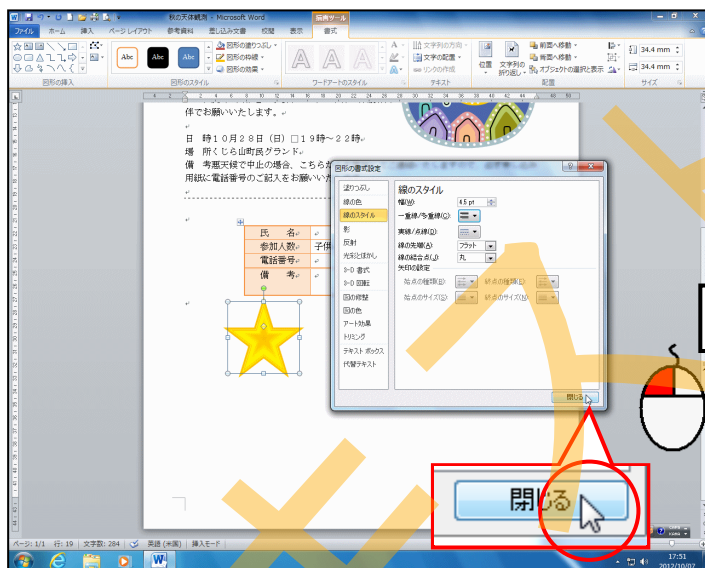 秋の天体観測 - Microsoft Word
描画ツール
ファイル ホーム 挿入 ページ レイアウト 参考資料 差し込み文書 校閲 表示 書式
Abc Abc Abc
図形の塗りつぶし
図形の枠線
図形の効果
A A A
文字列の方向
文字の配置
リンクの作成
位置
文字列の折り返し
前面へ移動
背面へ移動
オブジェクトの選択と表示
34.4 mm
34.4 mm
図形の挿入 図形のスタイル ワードアートのスタイル テキスト 配置 サイズ
伴でお願いいたします。
日 時10月28日(日)□19時～22時
場 所くじら山町民グランド
備 考悪天候で中止の場合、こちらか
用紙に電話番号のご記入をお願いいた
氏 名
参加人数 子供
電話番号
備 考
図形の書式設定
塗りつぶし
線の色
線のスタイル
影
反射
光彩とぼかし
3-D 書式
3-D 回転
図の修整
図の色
アート効果
トリミング
テキスト ボックス
代替テキスト
線のスタイル
幅(W): 4.5 pt
一重線/多重線(C):
実線/点線(D):
線の先端(A): フラット
線の結合点(J): 丸
矢印の設定
始点の種類(B): 終点の種類(E):
始点のサイズ(S): 終点のサイズ(N):
閉じる
閉じる
ページ: 1/1 行: 19 文字数: 284 英語 (米国) 挿入モード
17:51
2012/10/07